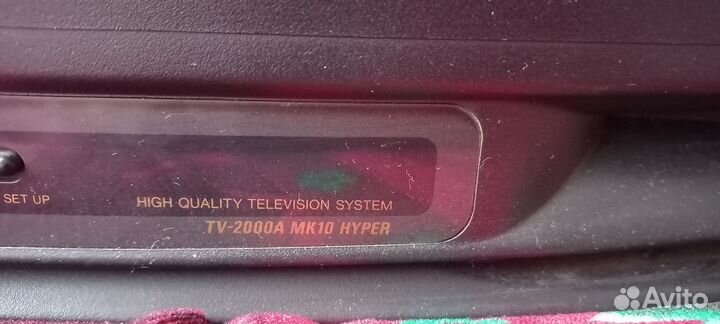 SET UP
HIGH QUALITY TELEVISION SYSTEM
TV-2000A MK10 HYPER
Avito